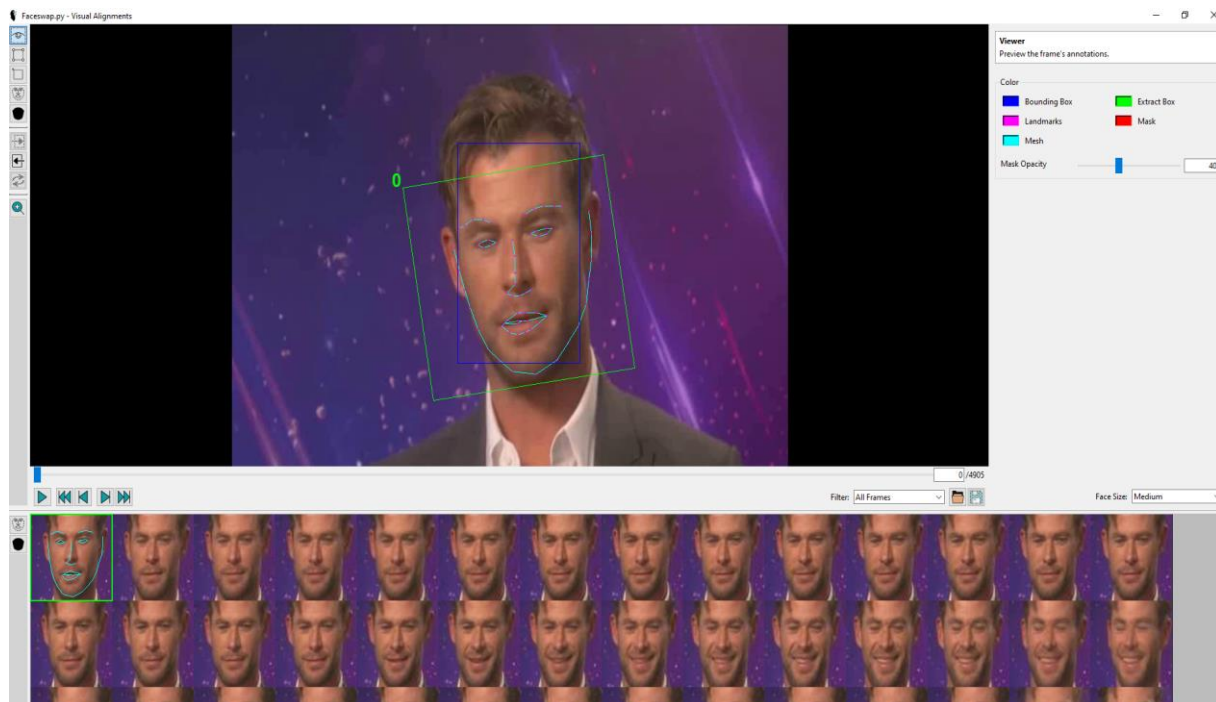 Faceswap.py - Visual Alignments
Viewer
Preview the frame's annotations.
Color
Bounding Box
Extract Box
Landmarks
Mask
Mesh
Mask Opacity
40
0
0 /4905
Filter: All Frames
Face Size: Medium